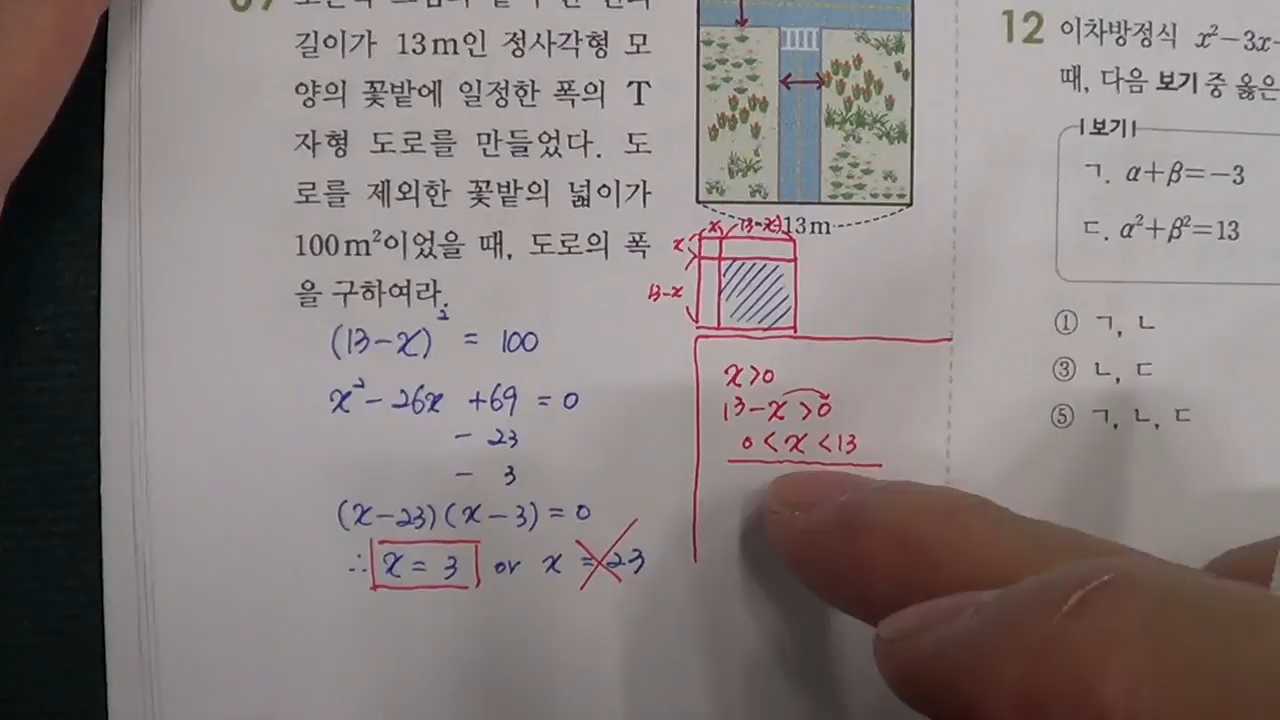 길이가 13m인 정사각형 모
양의 꽃밭에 일정한 폭의 T
자형 도로를 만들었다. 도
로를 제외한 꽃밭의 넓이가
100m²이었을 때, 도로의 폭
을 구하여라.
13m
x x (13-x)
13-x
(13-x)² = 100
x² - 26x + 69 = 0
- 23
- 3
(x-23)(x-3) = 0
∴ x = 3 or x = 23
x>0
13-x>0
0<x<13
12 이차방정식 x²-3x-
때, 다음 보기 중 옳은
보기
ㄱ. α+β=-3
ㄷ. α²+β²=13
① ㄱ, ㄴ
③ ㄴ, ㄷ
⑤ ㄱ, ㄴ, ㄷ